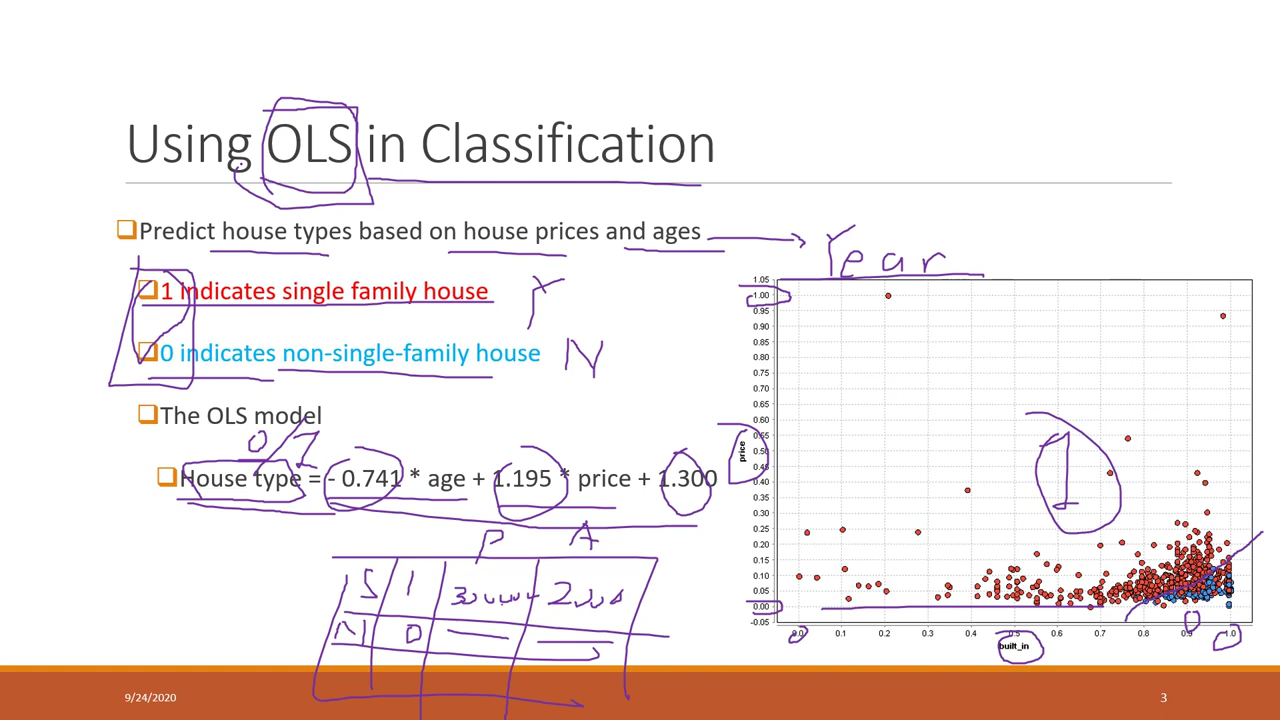 Using OLS in Classification
Predict house types based on house prices and ages
Year
1 indicates single family house
Y
0 indicates non-single-family house
N
The OLS model
0/1
House type = - 0.741 * age + 1.195 * price + 1.300
P A
S 1
N 0
1.05
1.00
0.95
0.90
0.85
0.80
0.75
0.70
0.65
0.60
0.55
0.50
0.45
0.40
0.35
0.30
0.25
0.20
0.15
0.10
0.05
0.00
-0.05
price
1
0.0 0.1 0.2 0.3 0.4 0.5 0.6 0.7 0.8 0.9 1.0
built_in
9/24/2020
3